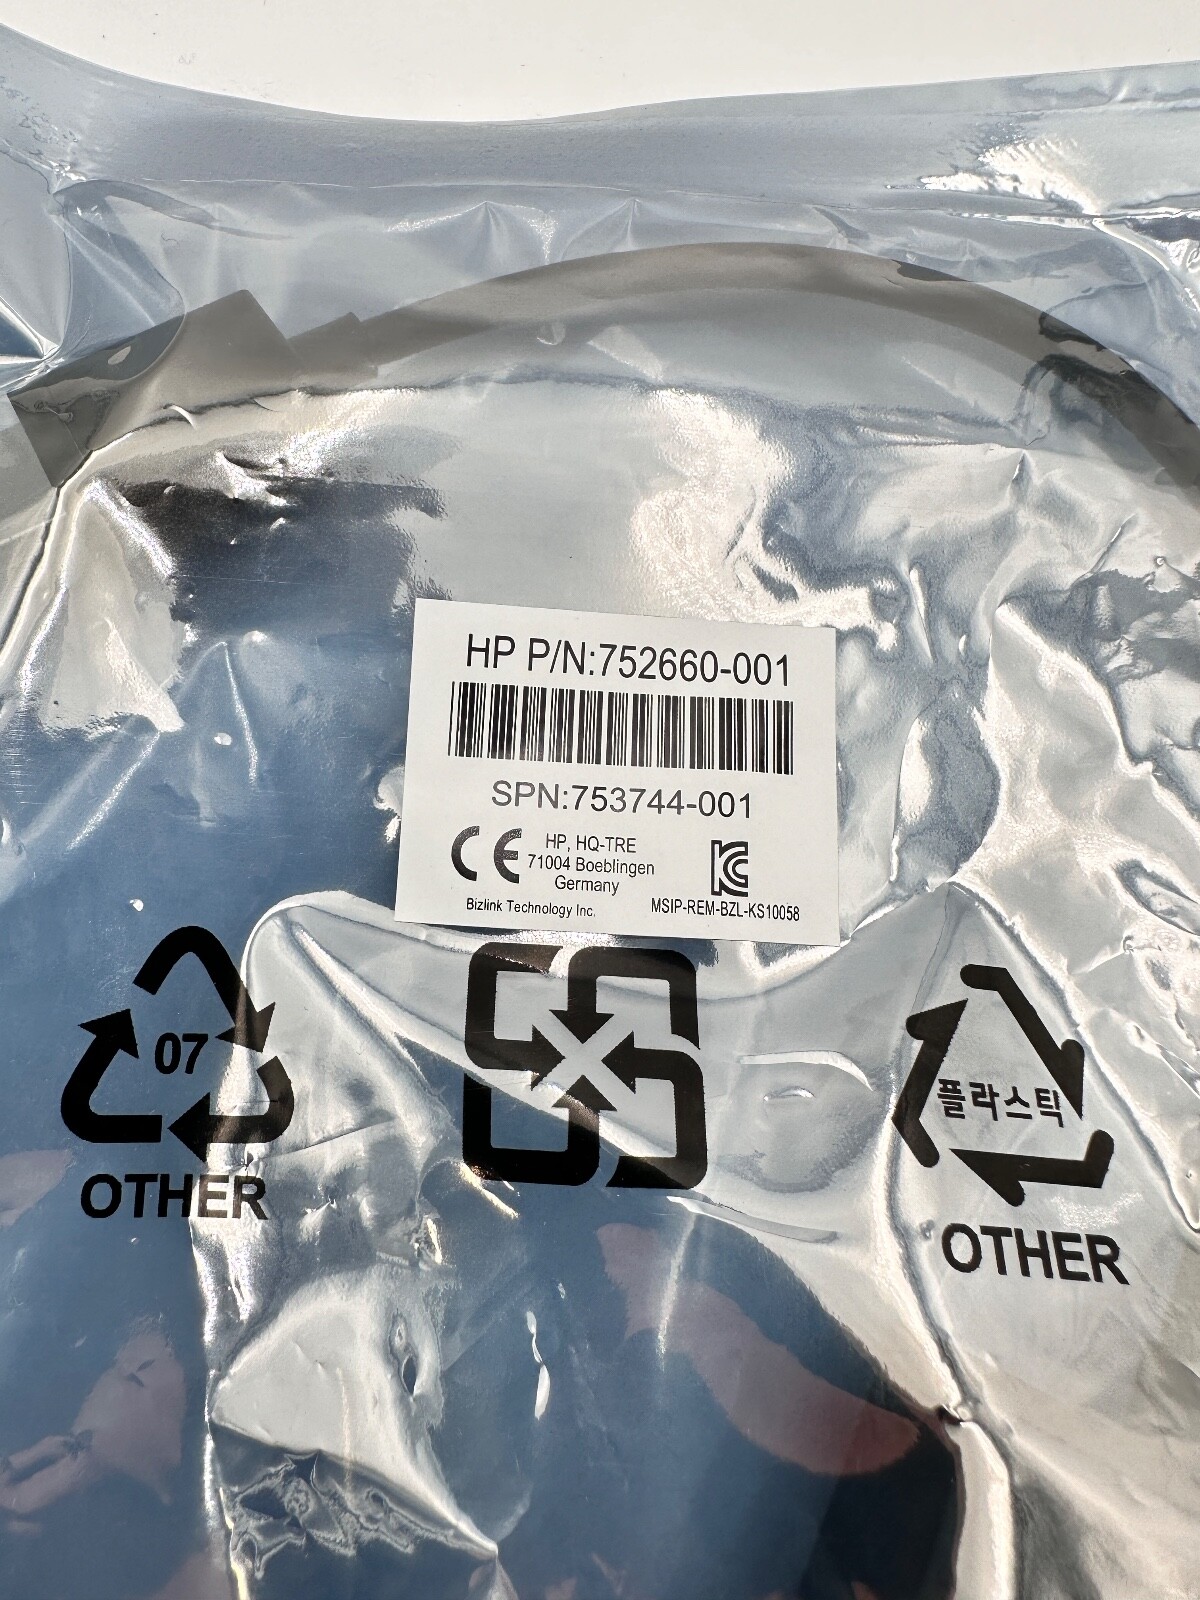 HP P/N:752660-001
SPN:753744-001
CE
HP, HQ-TRE
71004 Boeblingen
Germany
Bizlink Technology Inc.
MSIP-REM-BZL-KS10058
07
OTHER
플라스틱
OTHER